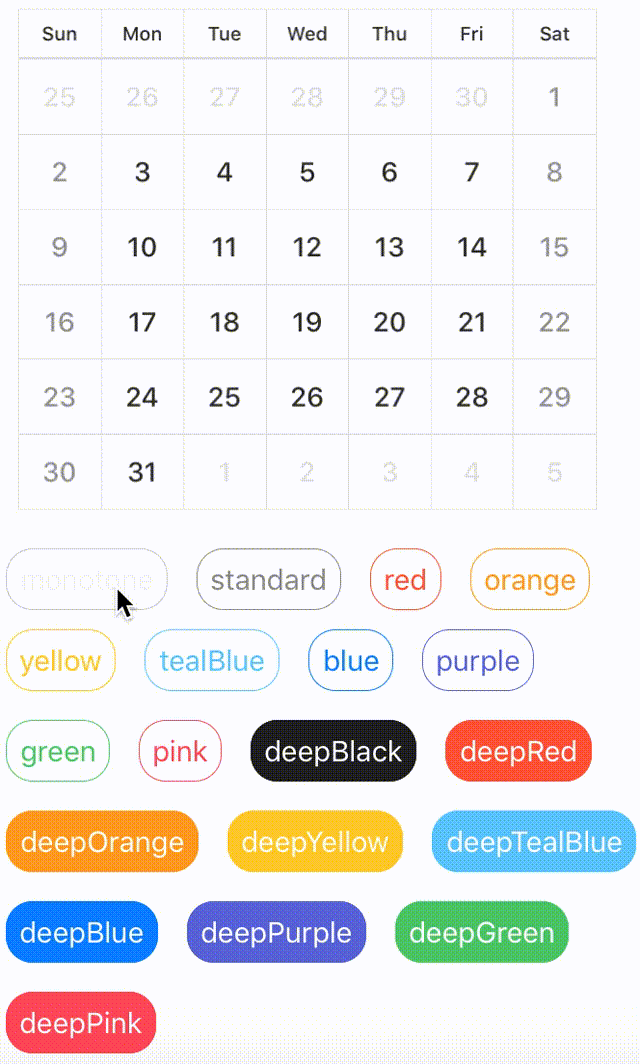 Sun Mon Tue Wed Thu Fri Sat
25 26 27 28 29 30 1
2 3 4 5 6 7 8
9 10 11 12 13 14 15
16 17 18 19 20 21 22
23 24 25 26 27 28 29
30 31 1 2 3 4 5
monotone standard red orange
yellow tealBlue blue purple
green pink deepBlack deepRed
deepOrange deepYellow deepTealBlue
deepBlue deepPurple deepGreen
deepPink